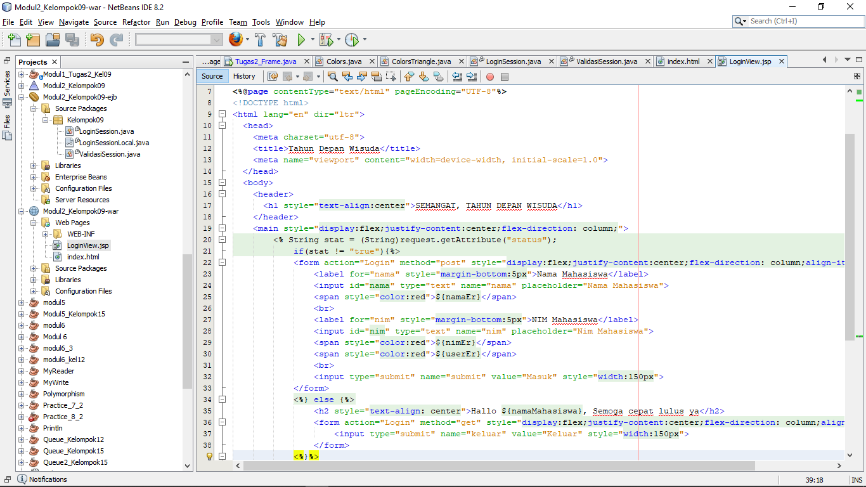 Modul2_Kelompok09-war - NetBeans IDE 8.2
File Edit View Navigate Source Refactor Run Debug Profile Team Tools Window Help
Search (Ctrl+I)
Projects
...age
Tugas2_Frame.java
Colors.java
ColorsTriangle.java
LoginSession.java
ValidasiSession.java
index.html
LoginView.jsp
Source History
Services
Files
Modul1_Tugas2_Kel09
Modul2_Kelompok09
Modul2_Kelompok09-ejb
Source Packages
Kelompok09
LoginSession.java
LoginSessionLocal.java
ValidasiSession.java
Libraries
Enterprise Beans
Configuration Files
Server Resources
Modul2_Kelompok09-war
Web Pages
WEB-INF
LoginView.jsp
index.html
Source Packages
Libraries
Configuration Files
modul5
Modul5_Kelompok15
modul6
Modul 6
modul6_3
modul6_kel12
MyReader
MyWrite
Polymorphism
Practice_7_2
Practice_8_2
Println
Queue_Kelompok12
Queue_Kelompok15
Queue2_Kelompok15
7 <%@page contentType="text/html" pageEncoding="UTF-8"%>
8 <!DOCTYPE html>
9 <html lang="en" dir="ltr">
10 <head>
11 <meta charset="utf-8">
12 <title>Tahun Depan Wisuda</title>
13 <meta name="viewport" content="width=device-width, initial-scale=1.0">
14 </head>
15 <body>
16 <header>
17 <h1 style="text-align:center">SEMANGAT, TAHUN DEPAN WISUDA</h1>
18 </header>
19 <main style="display:flex;justify-content:center;flex-direction: column;">
20 <% String stat = (String)request.getAttribute("status");
21 if(stat != "true"){%>
22 <form action="Login" method="post" style="display:flex;justify-content:center;flex-direction: column;align-it
23 <label for="nama" style="margin-bottom:5px">Nama Mahasiswa</label>
24 <input id="nama" type="text" name="nama" placeholder="Nama Mahasiswa">
25 <span style="color:red">${namaEr}</span>
26 <br>
27 <label for="nim" style="margin-bottom:5px">NIM Mahasiswa</label>
28 <input id="nim" type="text" name="nim" placeholder="Nim Mahasiswa">
29 <span style="color:red">${nimEr}</span>
30 <span style="color:red">${userEr}</span>
31 <br>
32 <input type="submit" name="submit" value="Masuk" style="width:150px">
33 </form>
34 <%} else {%>
35 <h2 style="text-align: center">Hallo ${namaMahasiswa}, Semoga cepat lulus ya</h2>
36 <form action="Login" method="get" style="display:flex;justify-content:center;flex-direction: column;align
37 <input type="submit" name="keluar" value="Keluar" style="width:150px">
38 </form>
<%}%>
Notifications
39:18
INS